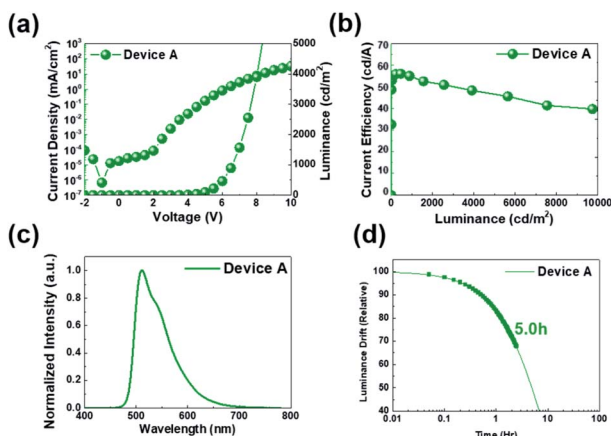 (a)
Device A
Current Density (mA/cm²)
10³
10²
10¹
10⁰
10⁻¹
10⁻²
10⁻³
10⁻⁴
10⁻⁵
10⁻⁶
10⁻⁷
5000
4000
3000
2000
1000
0
Luminance (cd/m²)
-2 0 2 4 6 8 10
Voltage (V)
(b)
Device A
Current Efficiency (cd/A)
70
60
50
40
30
20
10
0
0 2000 4000 6000 8000 10000
Luminance (cd/m²)
(c)
Device A
Normalized Intensity (a.u.)
1.0
0.8
0.6
0.4
0.2
0.0
400 500 600 700 800
Wavelength (nm)
(d)
Device A
Luminance Drift (Relative)
100
90
80
70
60
50
40
5.0h
0.01 0.1 1 10 100
Time (Hr)